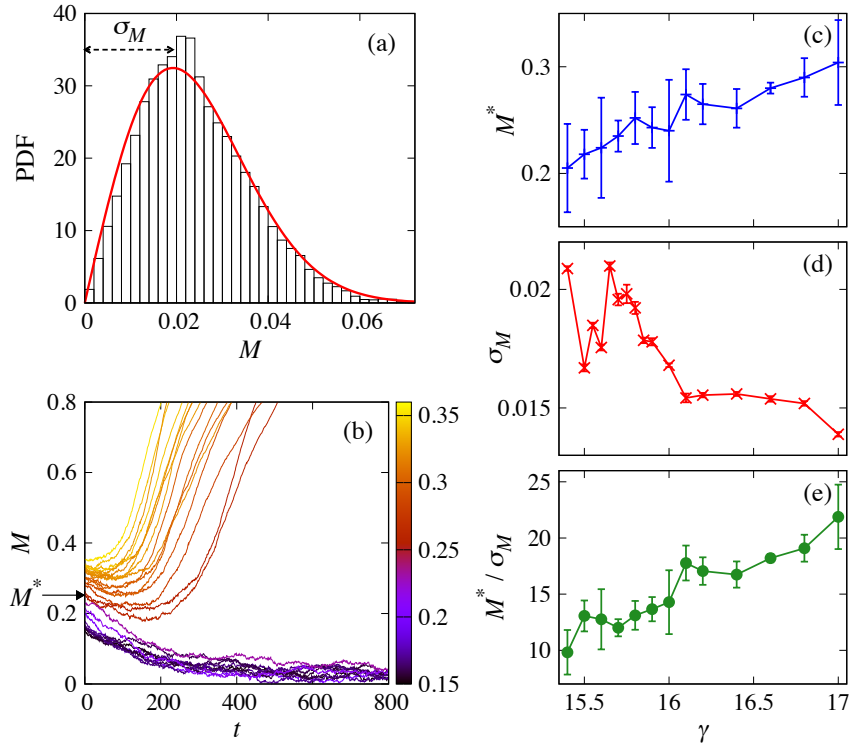 (a)
σ_M
PDF
40
30
20
10
0
0
0.02
0.04
0.06
M
(b)
M
0.8
0.6
0.4
M*
0.2
0
0
200
400
600
800
t
0.35
0.3
0.25
0.2
0.15
(c)
M*
0.3
0.2
(d)
σ_M
0.02
0.015
(e)
M* / σ_M
25
20
15
10
15.5
16
16.5
17
γ